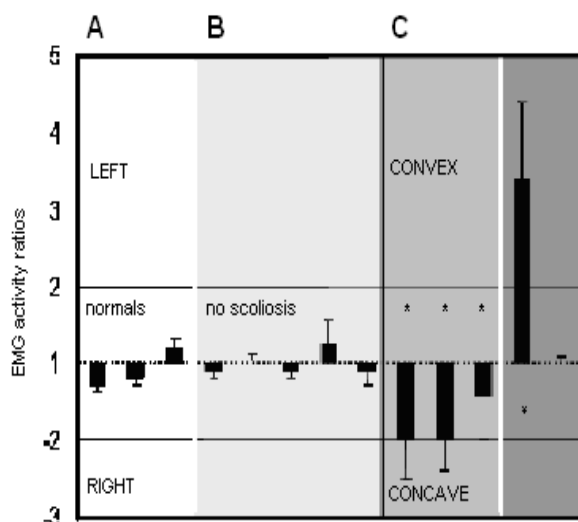 A B C
5
4
3
2
1
-2
-3
EMG activity ratios
LEFT
CONVEX
normals
no scoliosis
* * *
*
RIGHT
CONCAVE